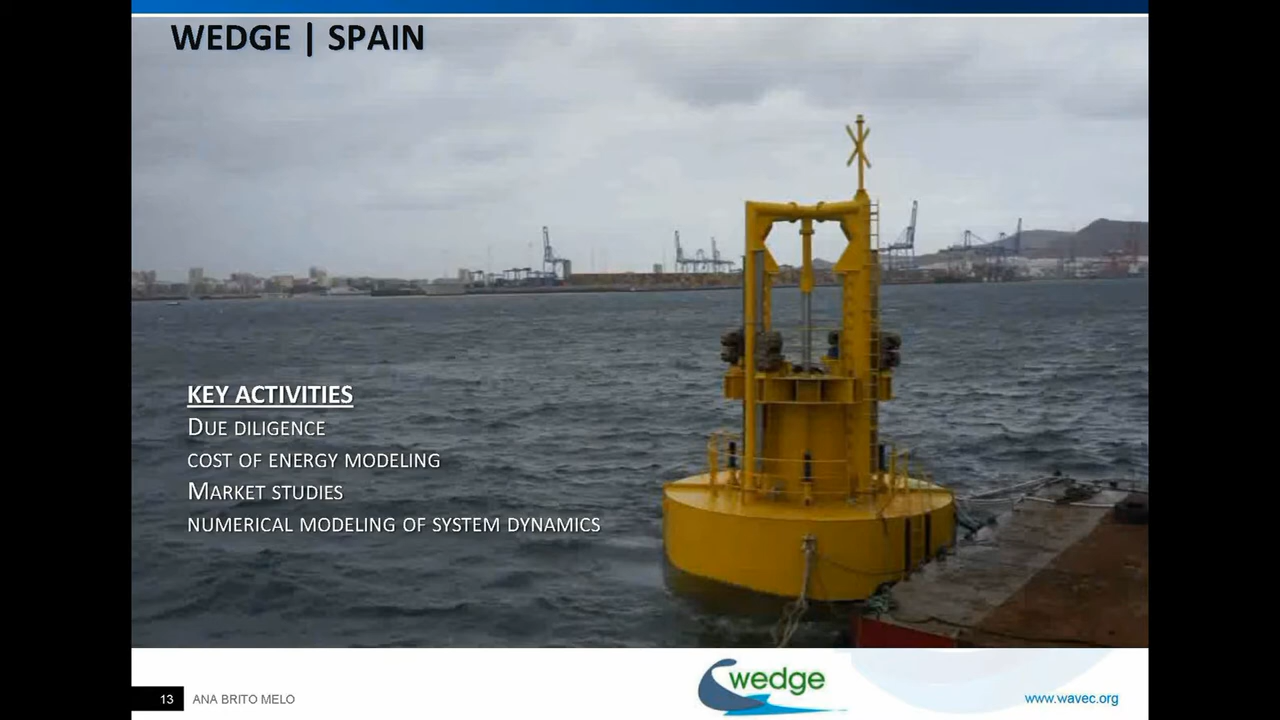 WEDGE | SPAIN
KEY ACTIVITIES
DUE DILIGENCE
COST OF ENERGY MODELING
MARKET STUDIES
NUMERICAL MODELING OF SYSTEM DYNAMICS
wedge
13 ANA BRITO MELO
www.wavec.org